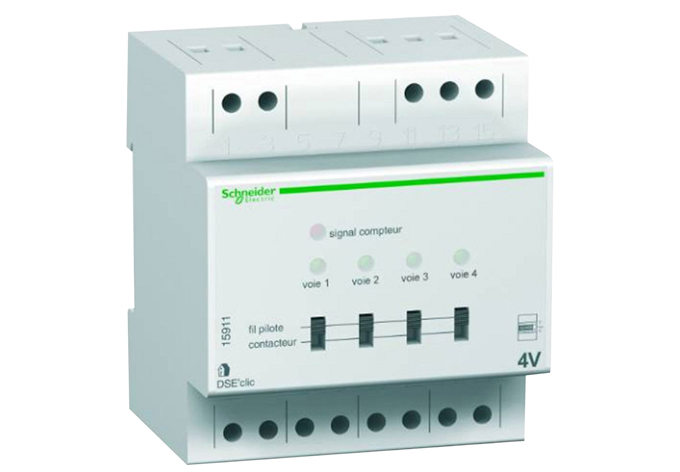 1 3 5 7 9 11 13 15
Schneider
Electric
signal compteur
voie 1 voie 2 voie 3 voie 4
fil pilote
contacteur
15911
DSE'clic
4V